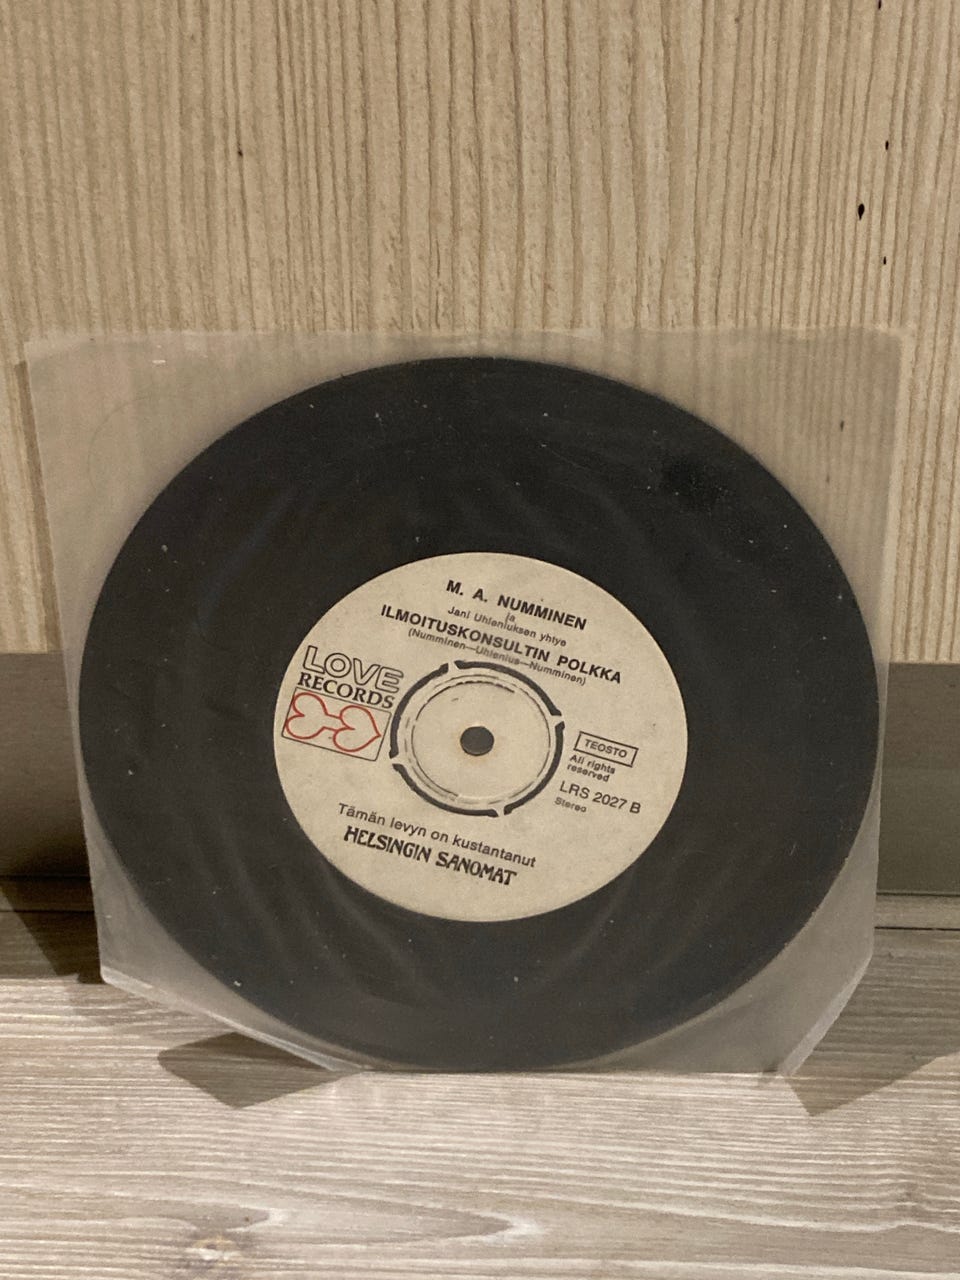 M. A. NUMMINEN
ja
Jani Uhleniuksen yhtye
ILMOITUSKONSULTIN POLKKA
(Numminen—Uhlenius—Numminen)
LOVE
RECORDS
TEOSTO
All rights
reserved
LRS 2027 B
Stereo
Tämän levyn on kustantanut
HELSINGIN SANOMAT